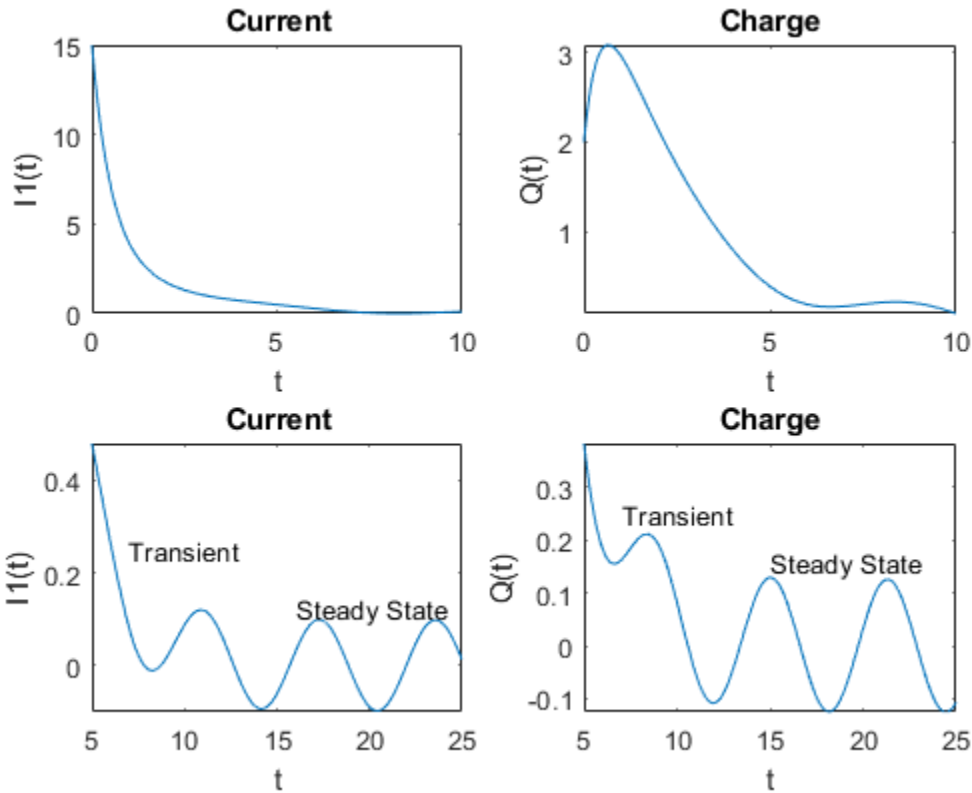 Current
15
10
5
0
I1(t)
0 5 10
t
Charge
3
2
1
Q(t)
0 5 10
t
Current
0.4
0.2
0
I1(t)
Transient
Steady State
5 10 15 20 25
t
Charge
0.3
0.2
0.1
0
-0.1
Q(t)
Transient
Steady State
5 10 15 20 25
t